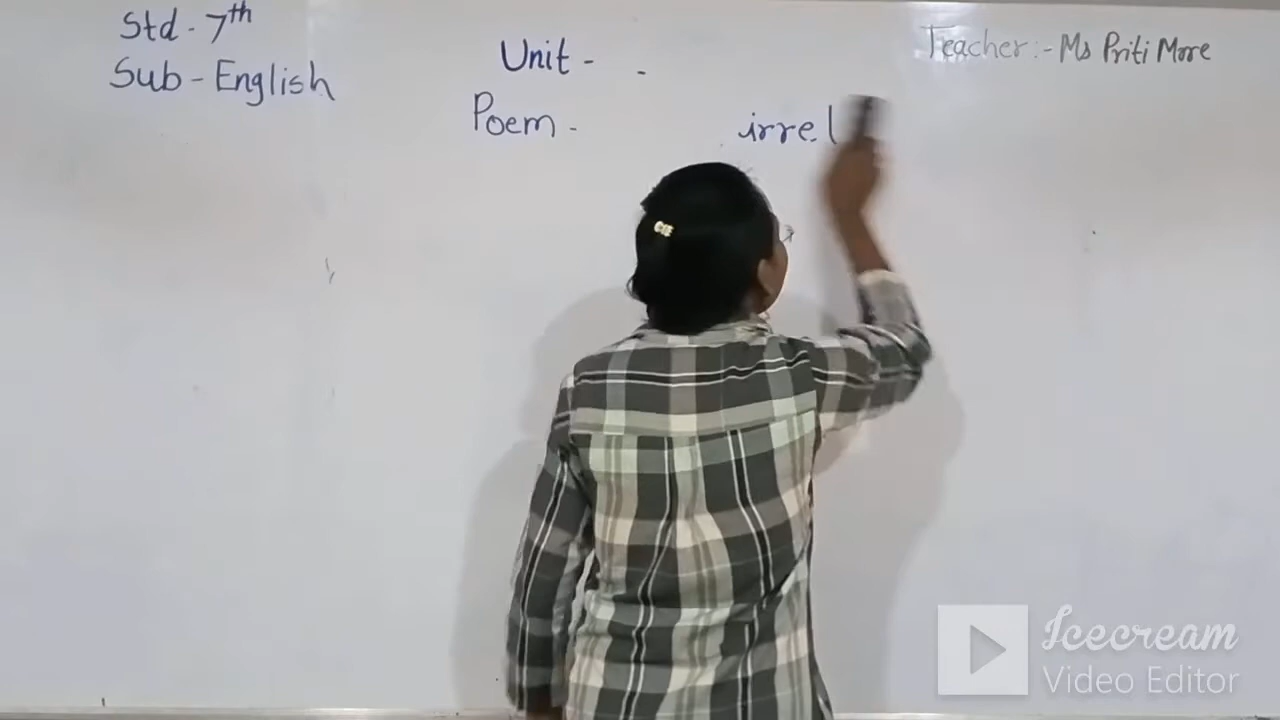 Std - 7th
Sub - English
Unit -
Poem - irrel
Teacher :- Ms Priti More
Icecream
Video Editor